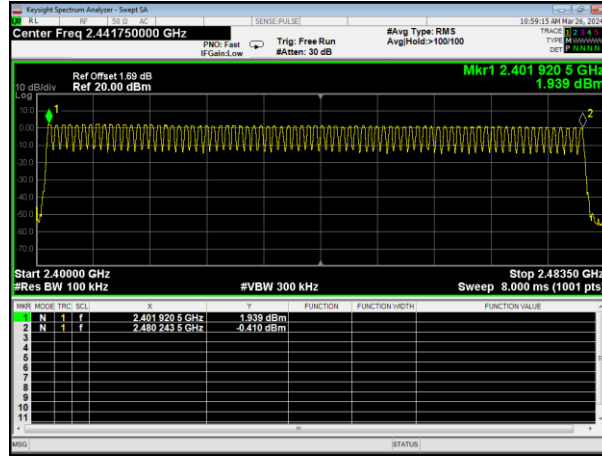 Keysight Spectrum Analyzer - Swept SA
RL RF 50 Ω AC SENSE:PULSE 10:59:15 AM Mar 26, 2024
Center Freq 2.441750000 GHz
PNO: Fast
IFGain:Low
Trig: Free Run
#Atten: 30 dB
#Avg Type: RMS
Avg|Hold:>100/100
TRACE 1 2 3 4 5
TYPE MWWWWW
DET P NNNNN
10 dB/div
Log
Ref Offset 1.69 dB
Ref 20.00 dBm
Mkr1 2.401 920 5 GHz
1.939 dBm
1
2
10.0
0.00
-10.0
-20.0
-30.0
-40.0
-50.0
-60.0
-70.0
Start 2.40000 GHz Stop 2.48350 GHz
#Res BW 100 kHz #VBW 300 kHz Sweep 8.000 ms (1001 pts)
MKR MODE TRC SCL X Y FUNCTION FUNCTION WIDTH FUNCTION VALUE
1 N 1 f 2.401 920 5 GHz 1.939 dBm
2 N 1 f 2.480 243 5 GHz -0.410 dBm
3
4
5
6
7
8
9
10
11
MSG STATUS